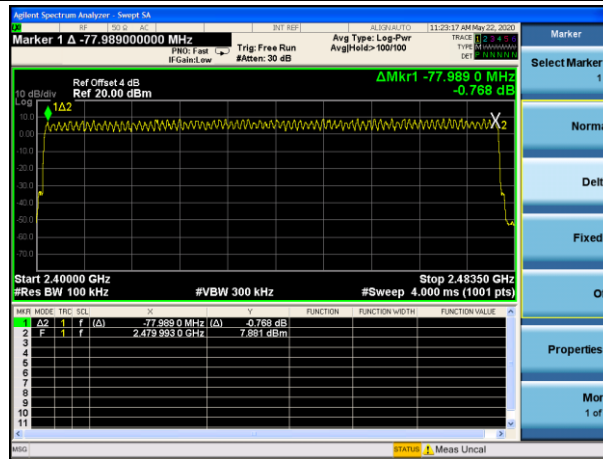 Agilent Spectrum Analyzer - Swept SA
RF 50 Ω AC INT REF ALIGNAUTO 11:23:17 AM May 22, 2020
Marker 1 Δ -77.989000000 MHz
PNO: Fast
IFGain:Low
Trig: Free Run
#Atten: 30 dB
Avg Type: Log-Pwr
Avg|Hold:>100/100
TRACE 1 2 3 4 5 6
TYPE M
DET P N N N N N
Marker
Select Marker
1
Norma
Delt
Fixed
O
Properties
Mor
1 of
Ref Offset 4 dB
10 dB/div Ref 20.00 dBm
Log
ΔMkr1 -77.989 0 MHz
-0.768 dB
1Δ2
X2
10.0
0.00
-10.0
-20.0
-30.0
-40.0
-50.0
-60.0
-70.0
Start 2.40000 GHz Stop 2.48350 GHz
#Res BW 100 kHz #VBW 300 kHz #Sweep 4.000 ms (1001 pts)
MKR MODE TRC SCL X Y FUNCTION FUNCTION WIDTH FUNCTION VALUE
1 Δ2 1 f (Δ) -77.989 0 MHz (Δ) -0.768 dB
2 F 1 f 2.479 993 0 GHz 7.881 dBm
3
4
5
6
7
8
9
10
11
MSG STATUS Meas Uncal